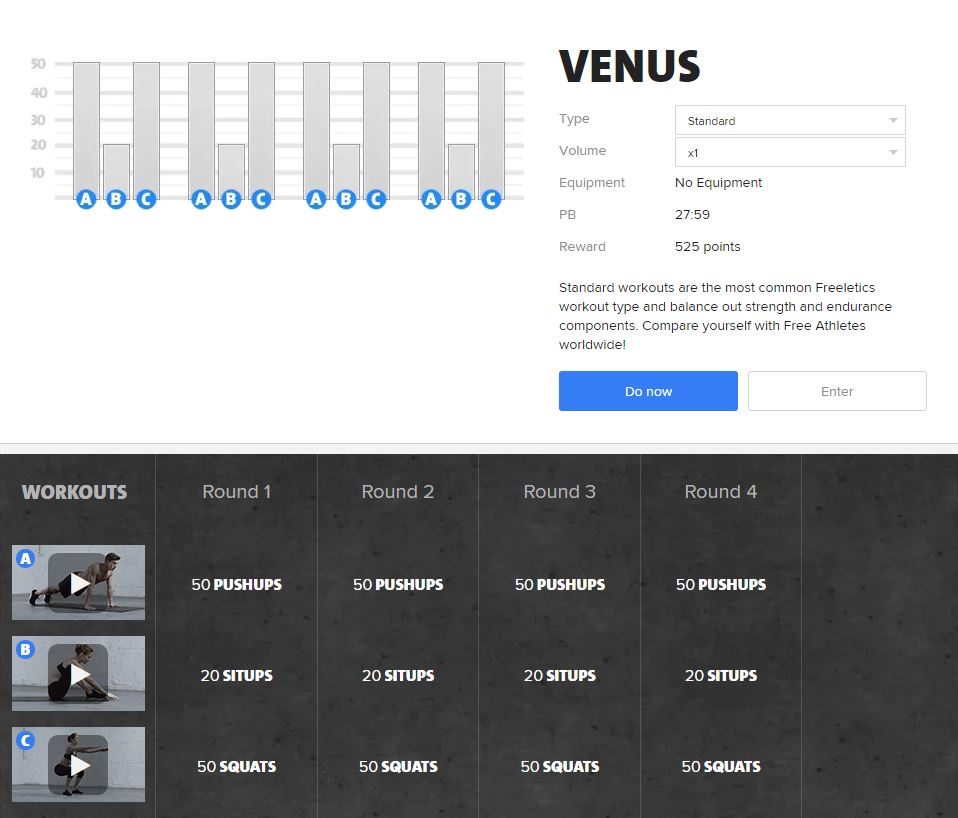 50
40
30
20
10
A B C A B C A B C A B C
VENUS
Type Standard
Volume x1
Equipment No Equipment
PB 27:59
Reward 525 points
Standard workouts are the most common Freeletics
workout type and balance out strength and endurance
components. Compare yourself with Free Athletes
worldwide!
Do now Enter
WORKOUTS Round 1 Round 2 Round 3 Round 4
A
50 PUSHUPS 50 PUSHUPS 50 PUSHUPS 50 PUSHUPS
B
20 SITUPS 20 SITUPS 20 SITUPS 20 SITUPS
C
50 SQUATS 50 SQUATS 50 SQUATS 50 SQUATS